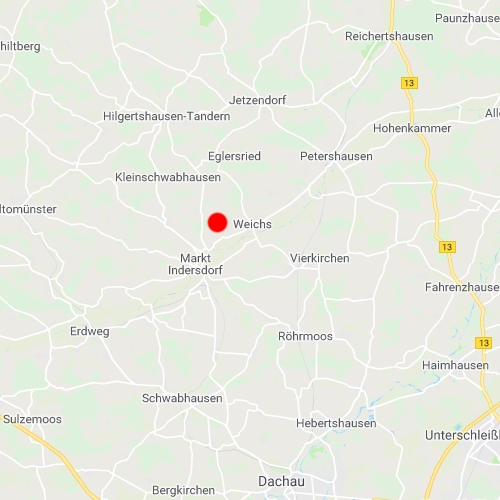 Paunzhause
Reichertshausen
hiltberg
13
Jetzendorf
Hilgertshausen-Tandern
Hohenkammer
Eglersried
Petershausen
Kleinschwabhausen
ltomünster
Weichs
13
Markt
Indersdorf
Vierkirchen
Fahrenzhause
Erdweg
Röhrmoos
13
Haimhausen
Schwabhausen
Sulzemoos
Hebertshausen
Bergkirchen
Dachau